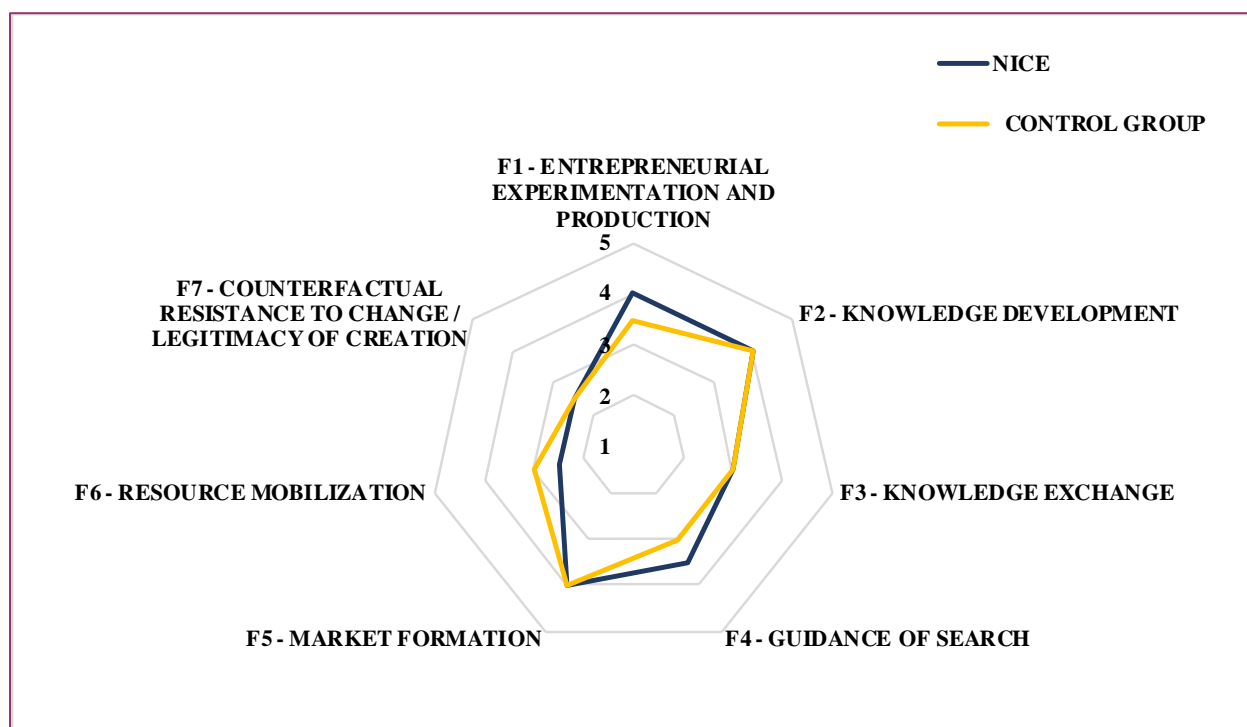 NICE
CONTROL GROUP
F1 - ENTREPRENEURIAL
EXPERIMENTATION AND
PRODUCTION
5
4
3
2
1
F2 - KNOWLEDGE DEVELOPMENT
F3 - KNOWLEDGE EXCHANGE
F4 - GUIDANCE OF SEARCH
F5 - MARKET FORMATION
F6 - RESOURCE MOBILIZATION
F7 - COUNTERFACTUAL
RESISTANCE TO CHANGE /
LEGITIMACY OF CREATION